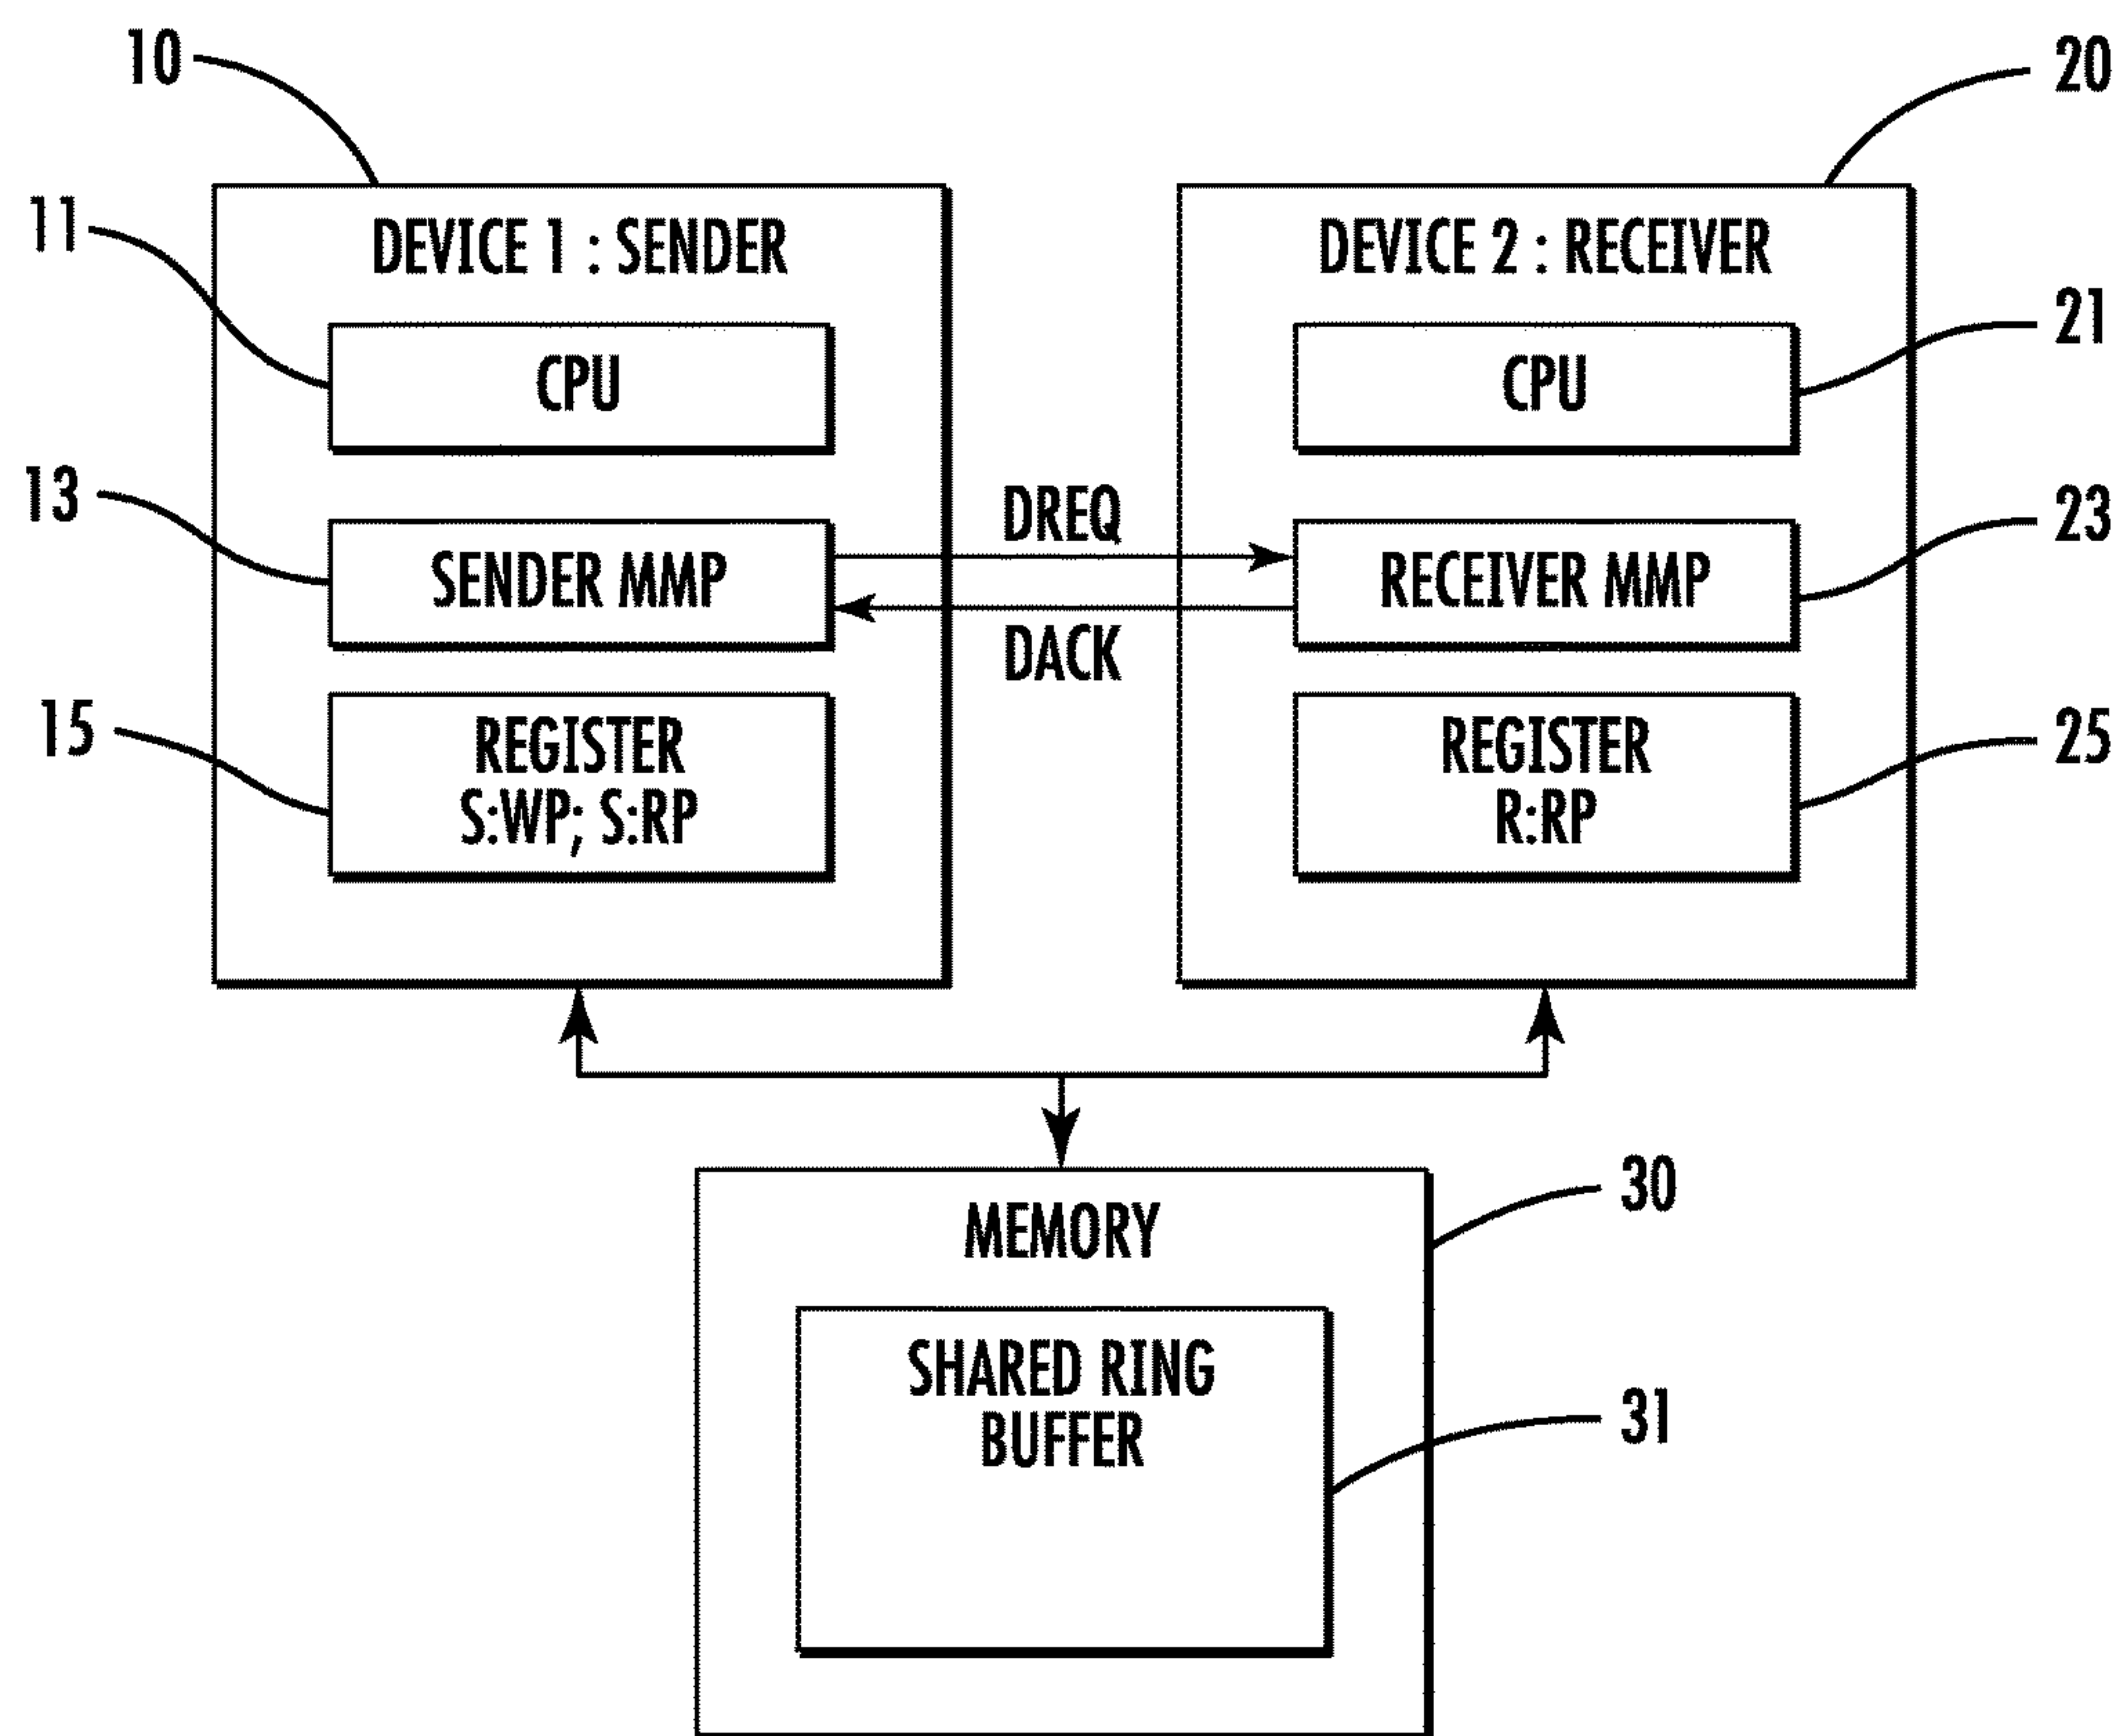 10
20
11
DEVICE 1 : SENDER
DEVICE 2 : RECEIVER
21
CPU
CPU
13
DREQ
23
SENDER MMP
RECEIVER MMP
DACK
15
REGISTER
S:WP; S:RP
REGISTER
R:RP
25
30
MEMORY
SHARED RING
BUFFER
31